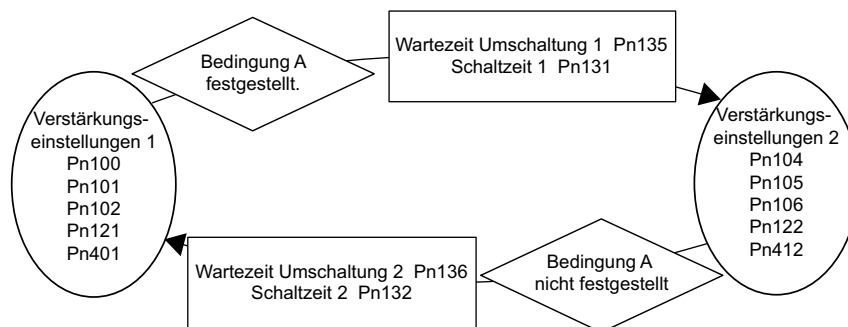 Bedingung A
festgestellt.
Wartezeit Umschaltung 1 Pn135
Schaltzeit 1 Pn131
Verstärkungs-
einstellungen 1
Pn100
Pn101
Pn102
Pn121
Pn401
Verstärkungs-
einstellungen 2
Pn104
Pn105
Pn106
Pn122
Pn412
Wartezeit Umschaltung 2 Pn136
Schaltzeit 2 Pn132
Bedingung A
nicht festgestellt